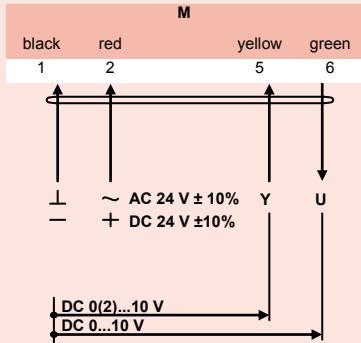 M
black red yellow green
1 2 5 6
⊥ ~ AC 24 V ± 10% Y U
− + DC 24 V ±10%
DC 0(2)...10 V
DC 0...10 V